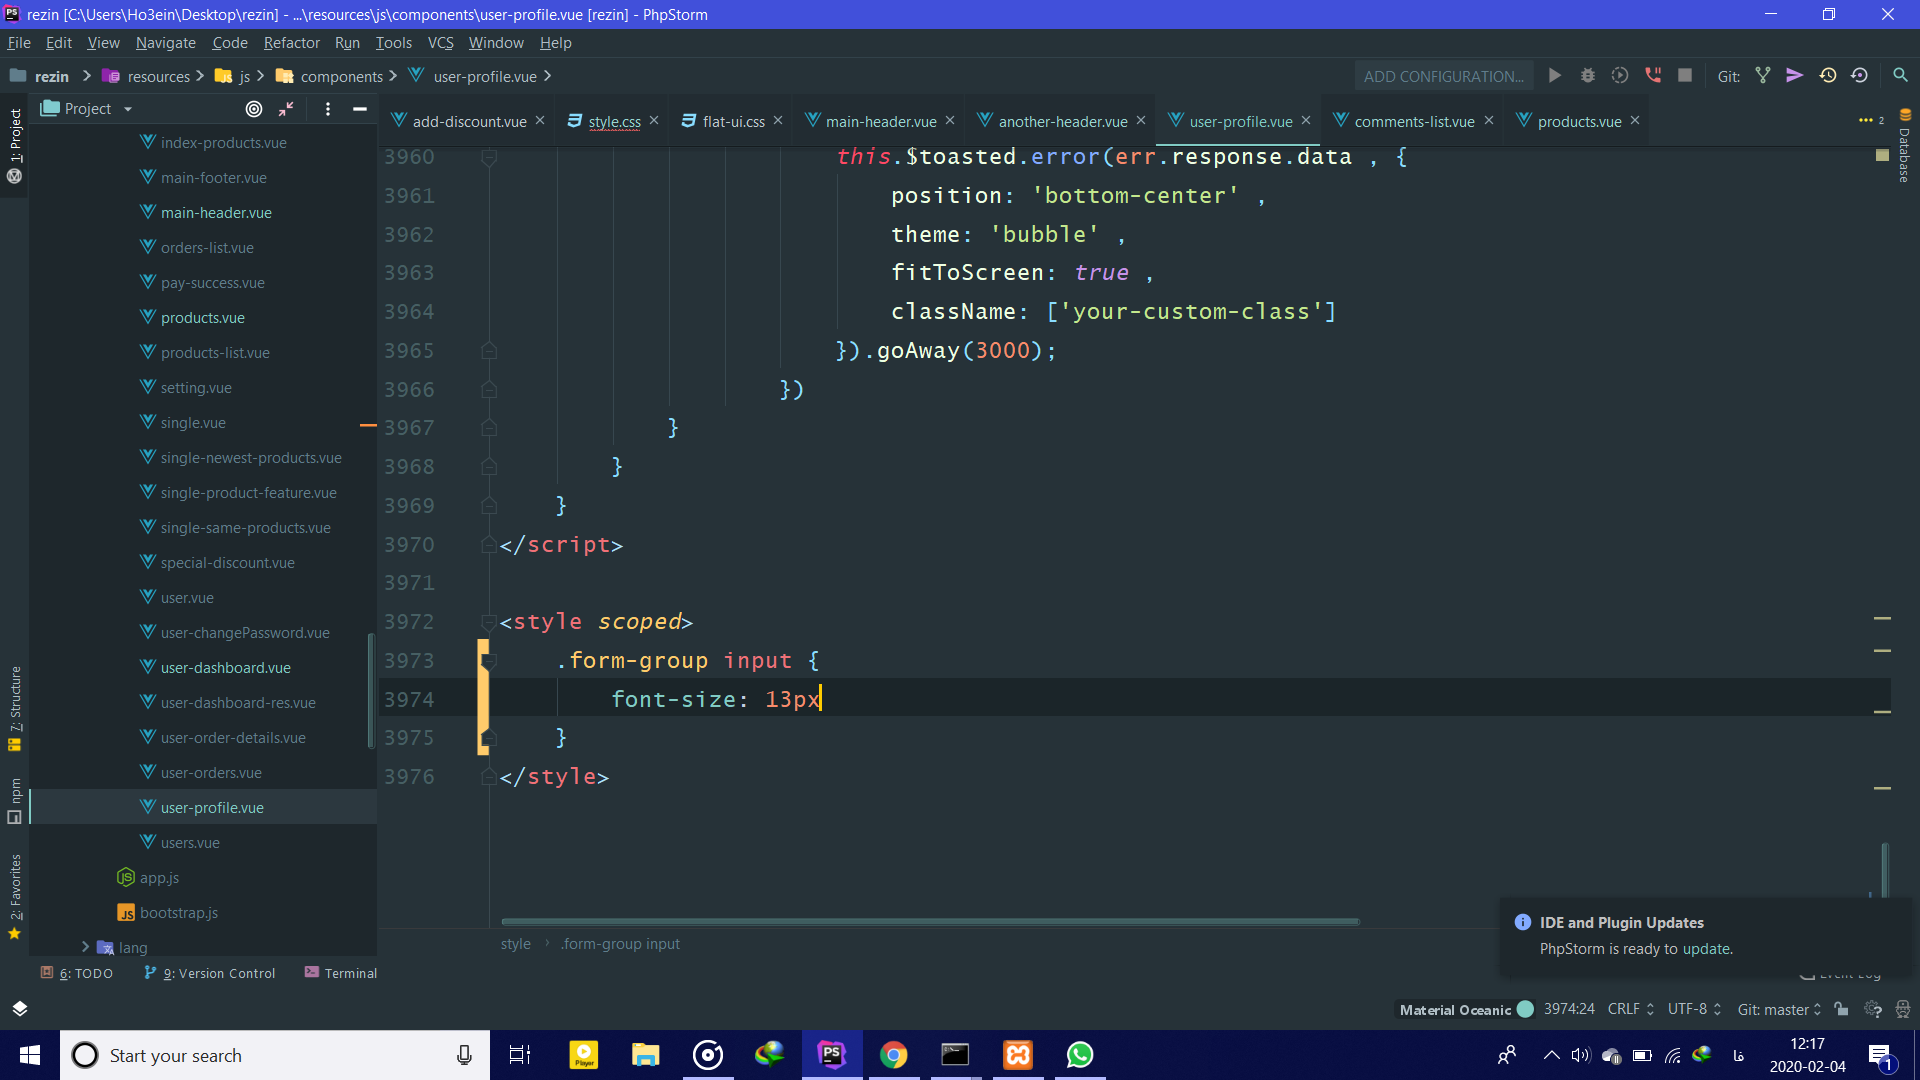 rezin [C:\Users\Ho3ein\Desktop\rezin] - ...\resources\js\components\user-profile.vue [rezin] - PhpStorm
File Edit View Navigate Code Refactor Run Tools VCS Window Help
rezin resources js components user-profile.vue ADD CONFIGURATION... Git:
Project
add-discount.vue style.css flat-ui.css main-header.vue another-header.vue user-profile.vue comments-list.vue products.vue 2
1: Project
7: Structure
npm
2: Favorites
Database
index-products.vue
main-footer.vue
main-header.vue
orders-list.vue
pay-success.vue
products.vue
products-list.vue
setting.vue
single.vue
single-newest-products.vue
single-product-feature.vue
single-same-products.vue
special-discount.vue
user.vue
user-changePassword.vue
user-dashboard.vue
user-dashboard-res.vue
user-order-details.vue
user-orders.vue
user-profile.vue
users.vue
app.js
bootstrap.js
lang
3960 this.$toasted.error(err.response.data , {
3961 position: 'bottom-center' ,
3962 theme: 'bubble' ,
3963 fitToScreen: true ,
3964 className: ['your-custom-class']
3965 }).goAway(3000);
3966 })
3967 }
3968 }
3969 }
3970 </script>
3971
3972 <style scoped>
3973 .form-group input {
3974 font-size: 13px
3975 }
3976 </style>
style .form-group input
IDE and Plugin Updates
PhpStorm is ready to update.
6: TODO 9: Version Control Terminal Event Log
Material Oceanic 3974:24 CRLF UTF-8 Git: master
Start your search
Player
PS
فا
12:17
2020-02-04
1